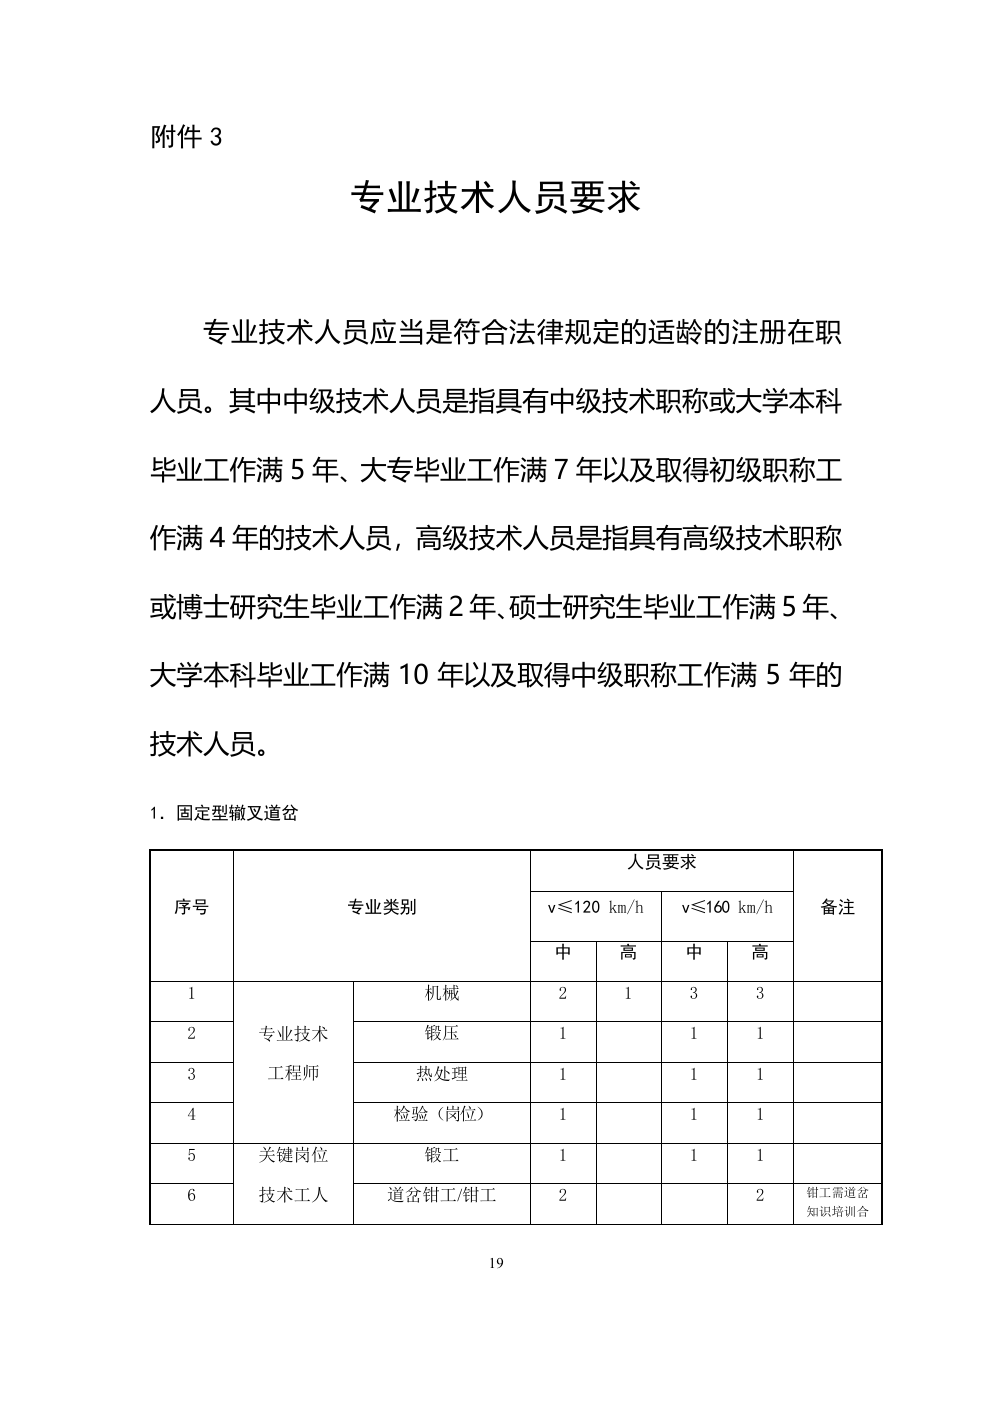 附件 3
专业技术人员要求
专业技术人员应当是符合法律规定的适龄的注册在职
人员。其中中级技术人员是指具有中级技术职称或大学本科
毕业工作满 5 年、大专毕业工作满 7 年以及取得初级职称工
作满 4 年的技术人员，高级技术人员是指具有高级技术职称
或博士研究生毕业工作满 2 年、硕士研究生毕业工作满 5 年、
大学本科毕业工作满 10 年以及取得中级职称工作满 5 年的
技术人员。
1. 固定型辙叉道岔
序号 专业类别 人员要求 备注
v≤120 km/h v≤160 km/h
中 高 中 高
1 专业技术工程师 机械 2 1 3 3
2 锻压 1 1 1
3 热处理 1 1 1
4 检验（岗位） 1 1 1
5 关键岗位技术工人 锻工 1 1 1
6 道岔钳工/钳工 2 2 钳工需道岔知识培训合
19